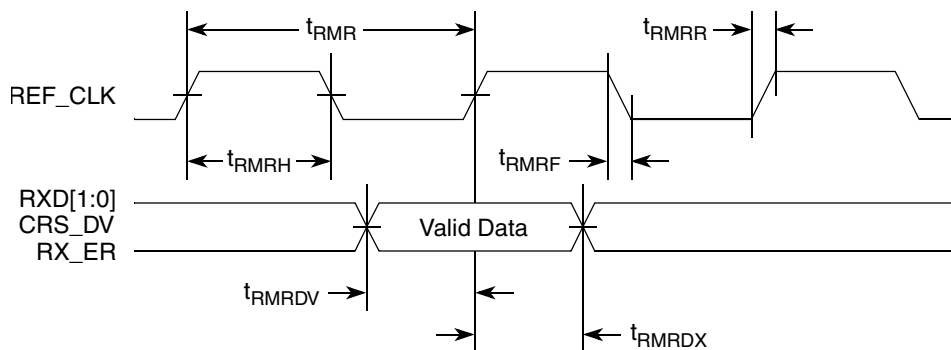 tRMR
tRMRR
REF_CLK
tRMRH
tRMRF
RXD[1:0]
CRS_DV
RX_ER
Valid Data
tRMRDV
tRMRDX